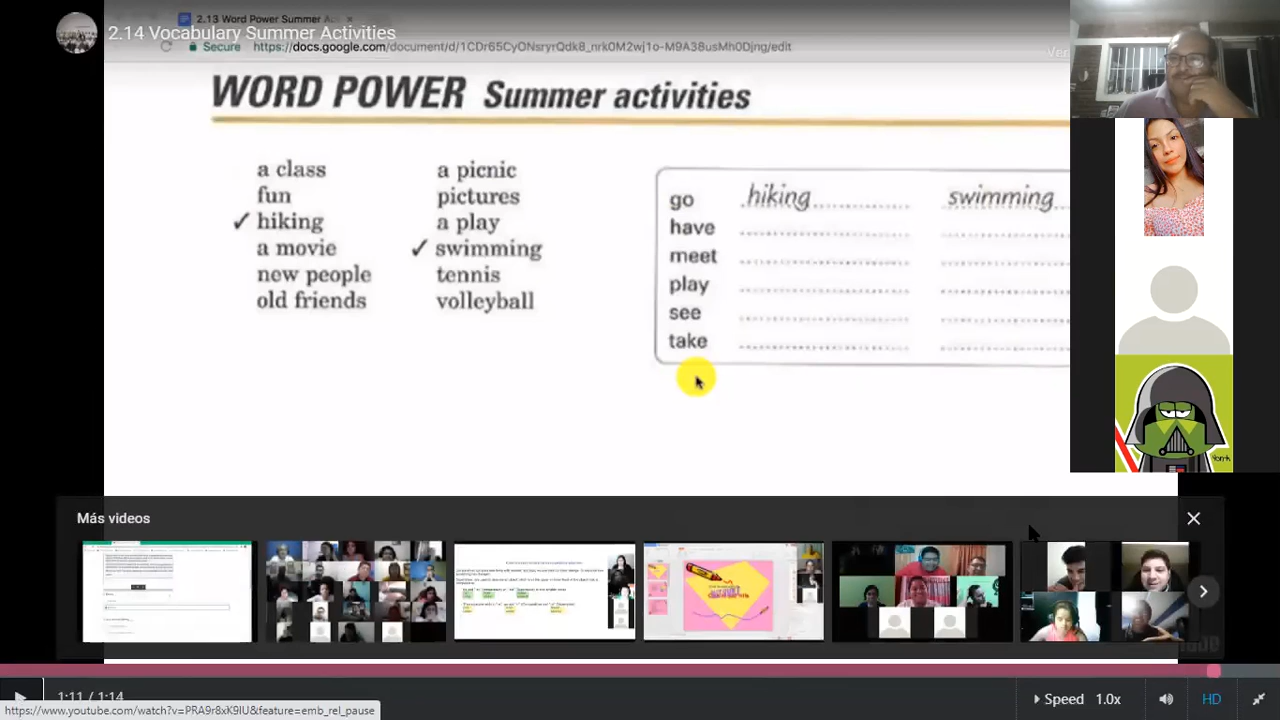 2.13 Word Power Summer Ac
2.14 Vocabulary Summer Activities
Secure https://docs.google.com/document/d/1CDr65CyONsryrQdk8_nrk0M2wj1o-M9A38usMh0Djng/edit
WORD POWER Summer activities
a class
fun
✓ hiking
a movie
new people
old friends
a picnic
pictures
a play
✓ swimming
tennis
volleyball
go hiking swimming
have
meet
play
see
take
Más videos
1:11 / 1:14
Speed 1.0x
HD
https://www.youtube.com/watch?v=PRA9r8xK9IU&feature=emb_rel_pause